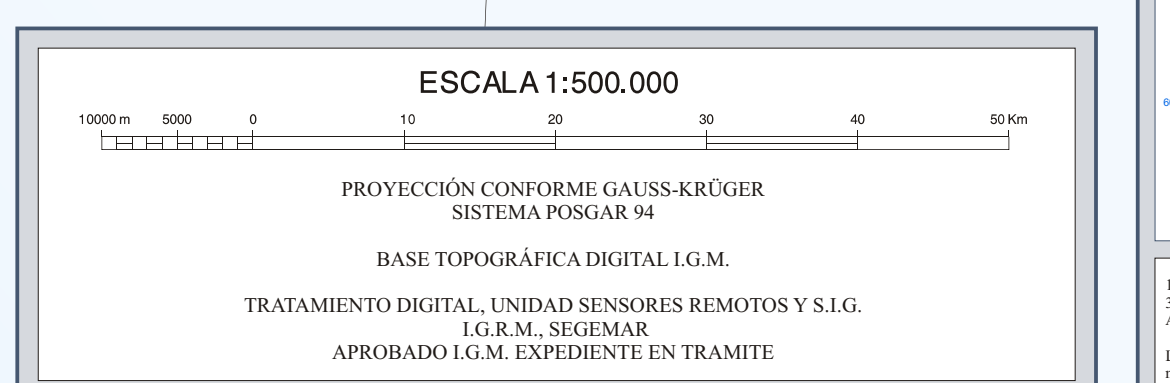 ESCALA 1:500.000
10000 m 5000 0 10 20 30 40 50 Km
PROYECCIÓN CONFORME GAUSS-KRÜGER
SISTEMA POSGAR 94
BASE TOPOGRÁFICA DIGITAL I.G.M.
TRATAMIENTO DIGITAL, UNIDAD SENSORES REMOTOS Y S.I.G.
I.G.R.M., SEGEMAR
APROBADO I.G.M. EXPEDIENTE EN TRAMITE